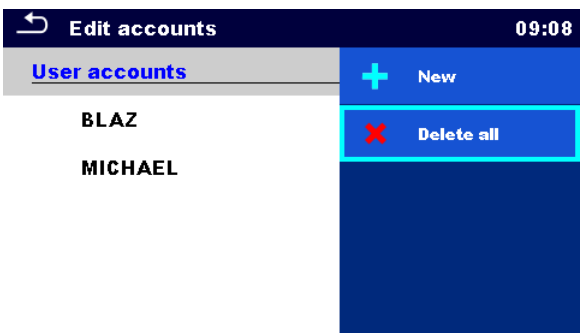 Edit accounts 09:08
User accounts
New
BLAZ
Delete all
MICHAEL